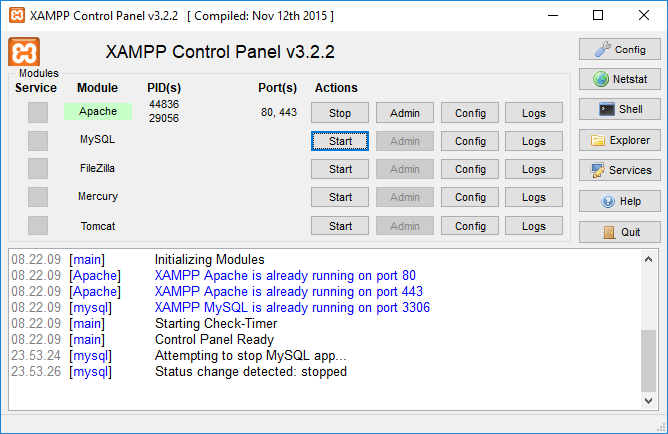 XAMPP Control Panel v3.2.2 [ Compiled: Nov 12th 2015 ]
XAMPP Control Panel v3.2.2
Config
Modules
Service Module PID(s) Port(s) Actions
Netstat
Apache 44836 29056 80, 443 Stop Admin Config Logs
Shell
MySQL Start Admin Config Logs
Explorer
FileZilla Start Admin Config Logs
Services
Mercury Start Admin Config Logs
Help
Tomcat Start Admin Config Logs
Quit
08.22.09 [main] Initializing Modules
08.22.09 [Apache] XAMPP Apache is already running on port 80
08.22.09 [Apache] XAMPP Apache is already running on port 443
08.22.09 [mysql] XAMPP MySQL is already running on port 3306
08.22.09 [main] Starting Check-Timer
08.22.09 [main] Control Panel Ready
23.53.24 [mysql] Attempting to stop MySQL app...
23.53.26 [mysql] Status change detected: stopped